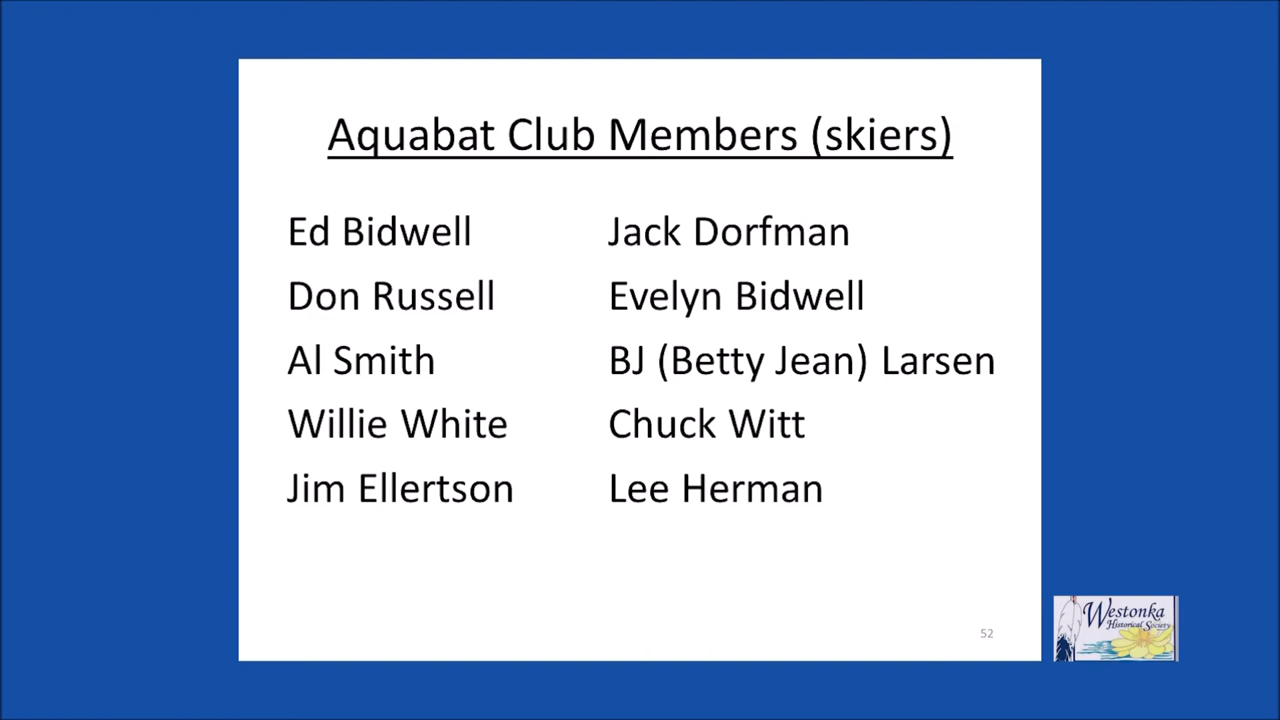 Aquabat Club Members (skiers)
Ed Bidwell
Don Russell
Al Smith
Willie White
Jim Ellertson
Jack Dorfman
Evelyn Bidwell
BJ (Betty Jean) Larsen
Chuck Witt
Lee Herman
52
Westonka
Historical Society